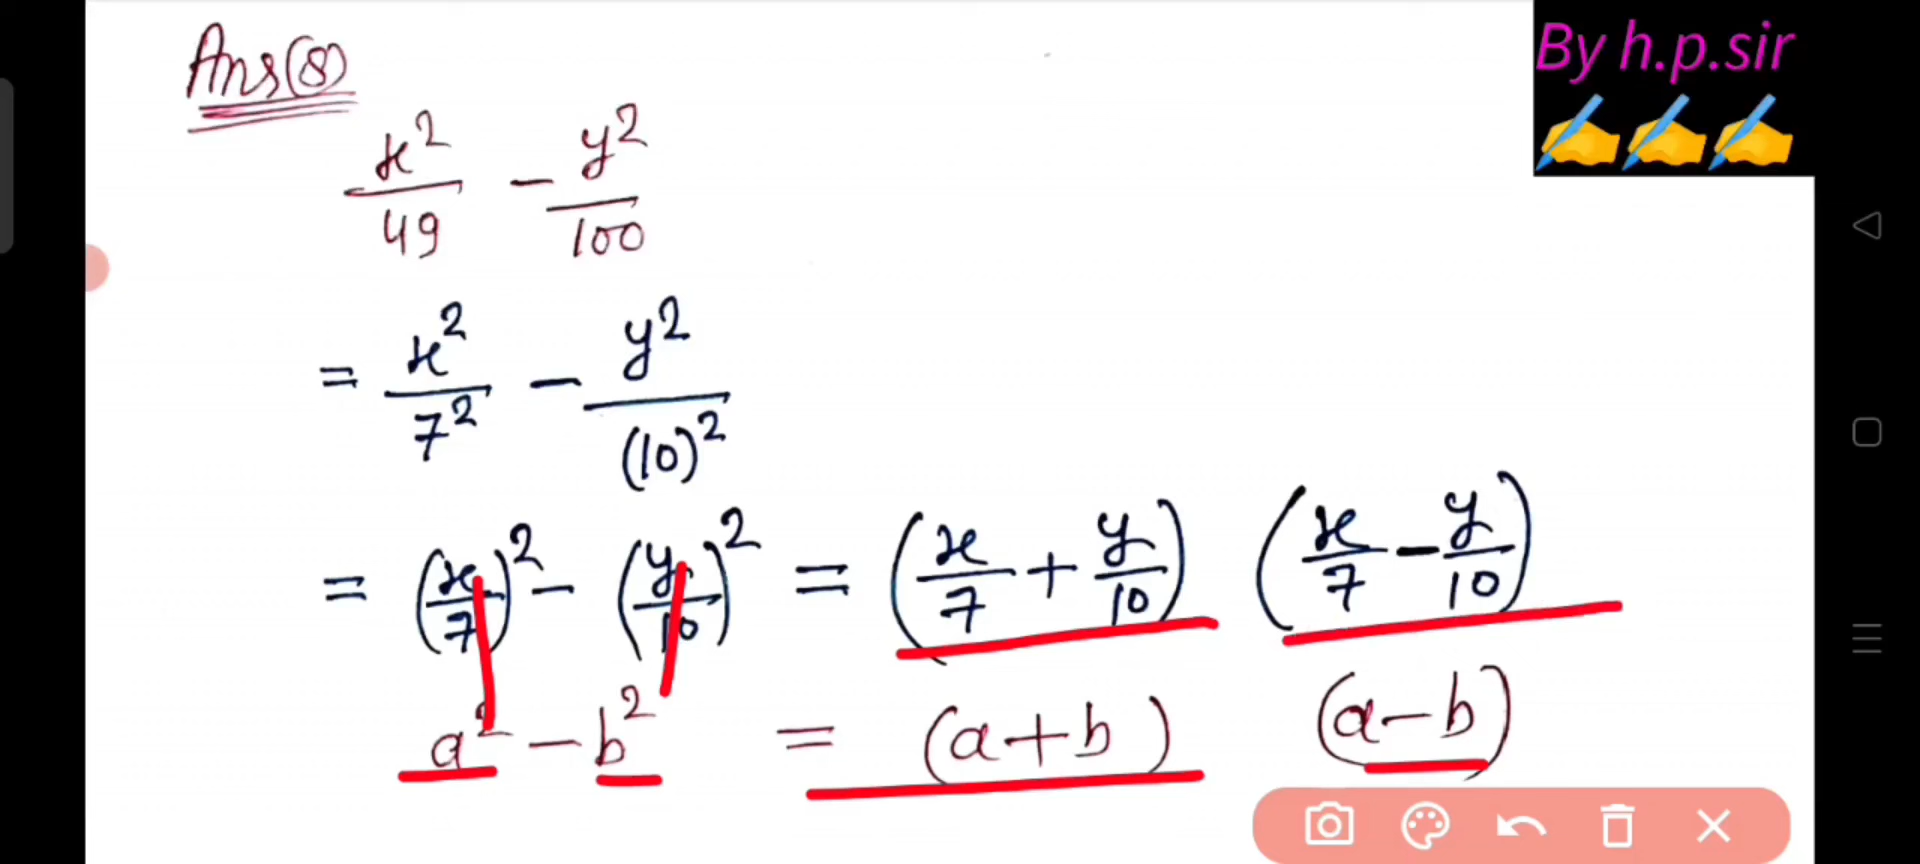 By h.p.sir
Ans(8)
x²/49 - y²/100
= x²/7² - y²/(10)²
= (x/7)² - (y/10)² = (x/7 + y/10) (x/7 - y/10)
a² - b² = (a+b) (a-b)